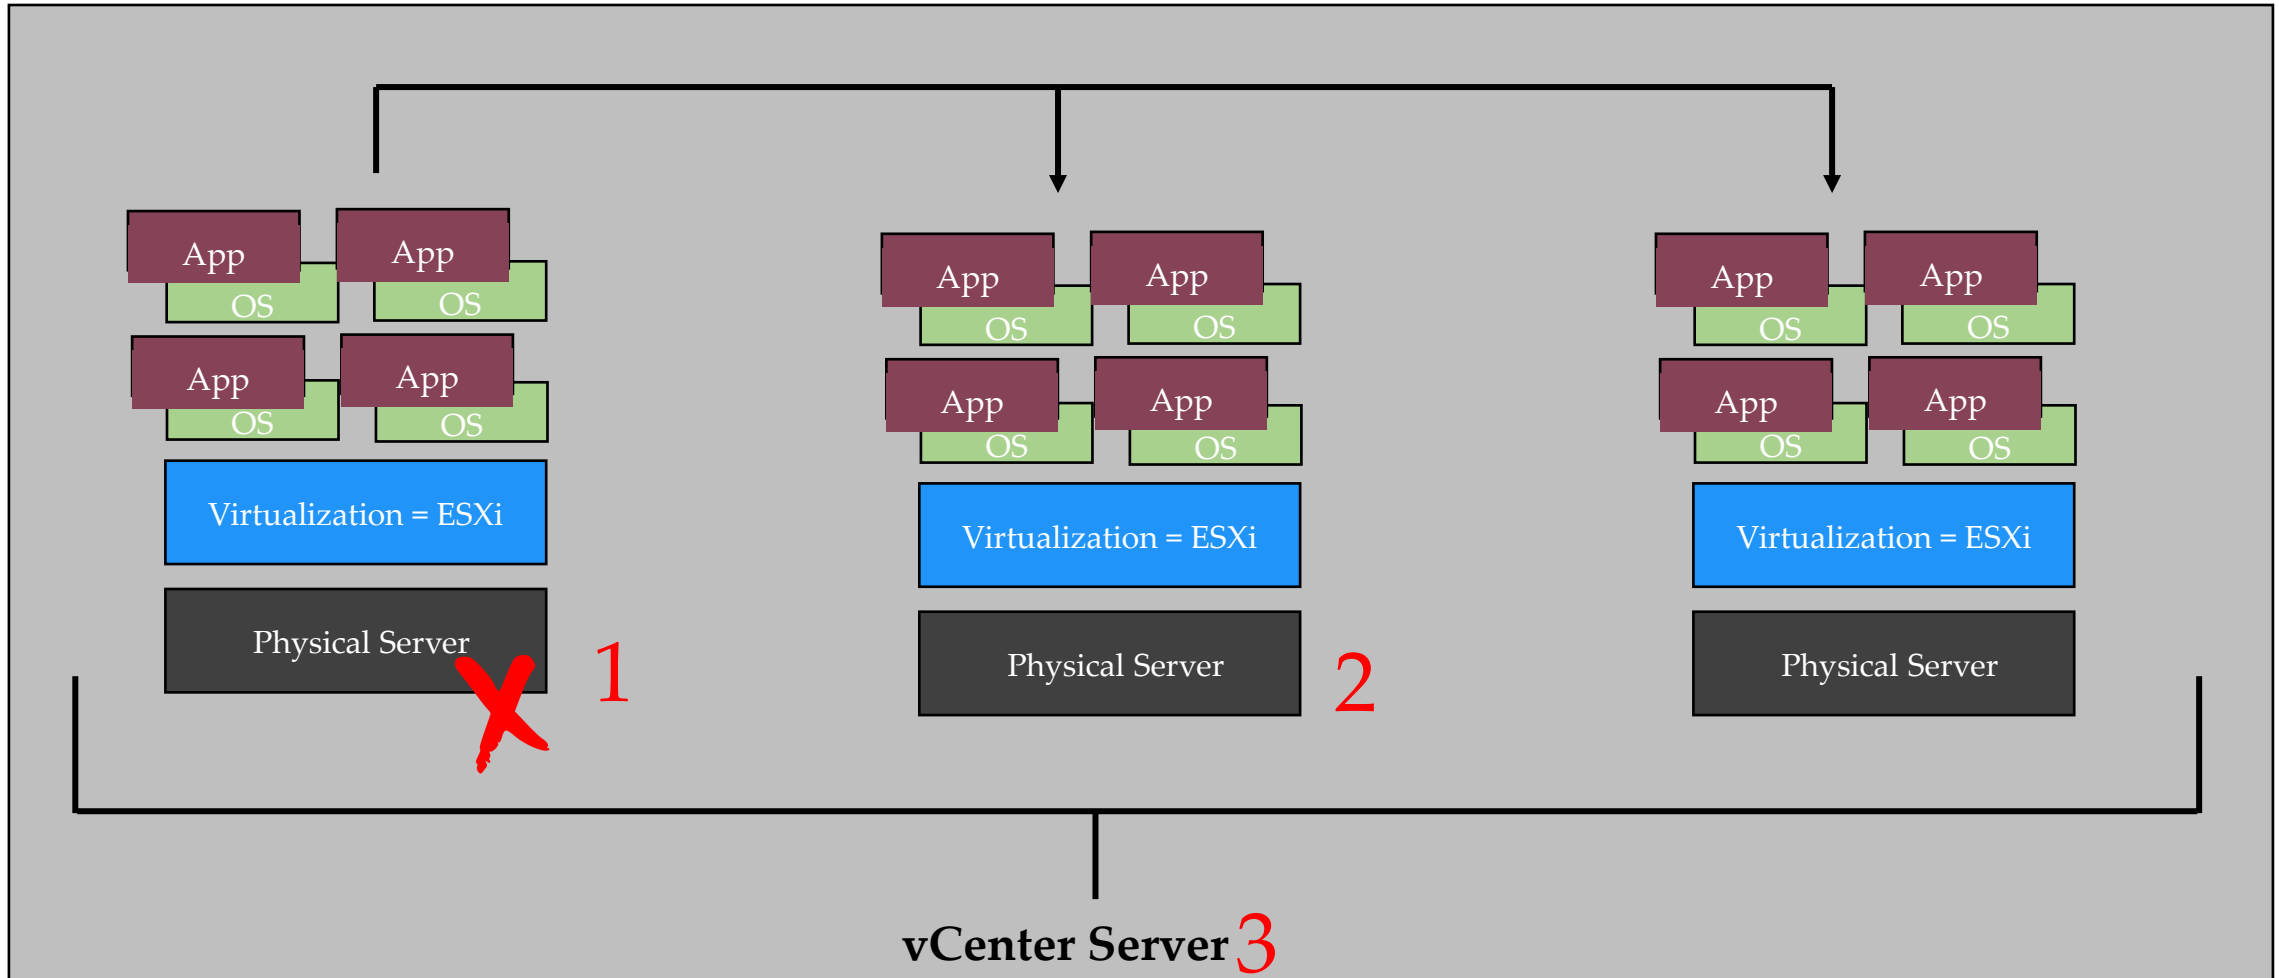 App
App
OS
OS
App
App
OS
OS
Virtualization = ESXi
Physical Server
1
App
App
OS
OS
App
App
OS
OS
Virtualization = ESXi
Physical Server
2
App
App
OS
OS
App
App
OS
OS
Virtualization = ESXi
Physical Server
vCenter Server 3